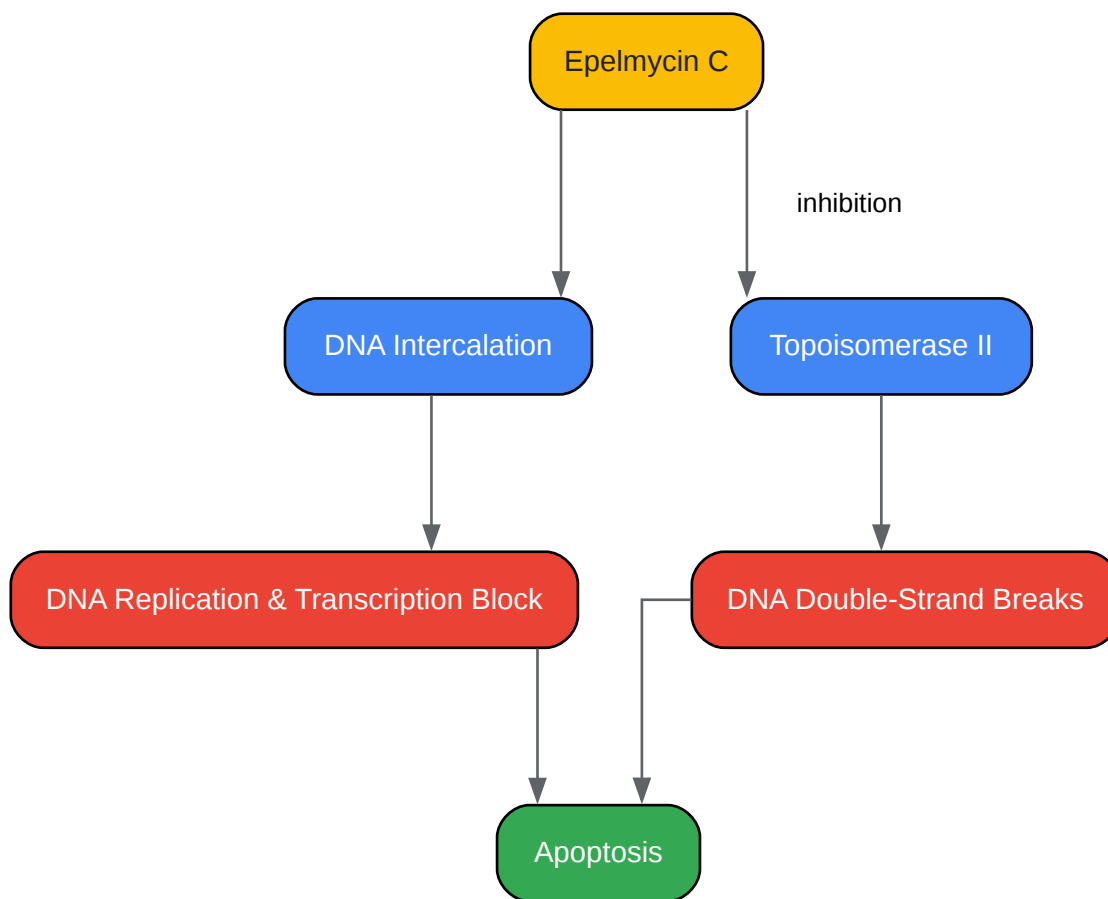 Epelmycin C
inhibition
DNA Intercalation
Topoisomerase II
DNA Replication & Transcription Block
DNA Double-Strand Breaks
Apoptosis